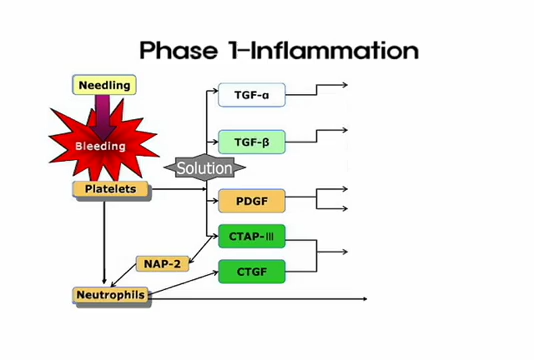 Phase 1-Inflammation
Needling
TGF-α
Bleeding
TGF-β
Solution
Platelets
PDGF
CTAP-III
NAP-2
CTGF
Neutrophils